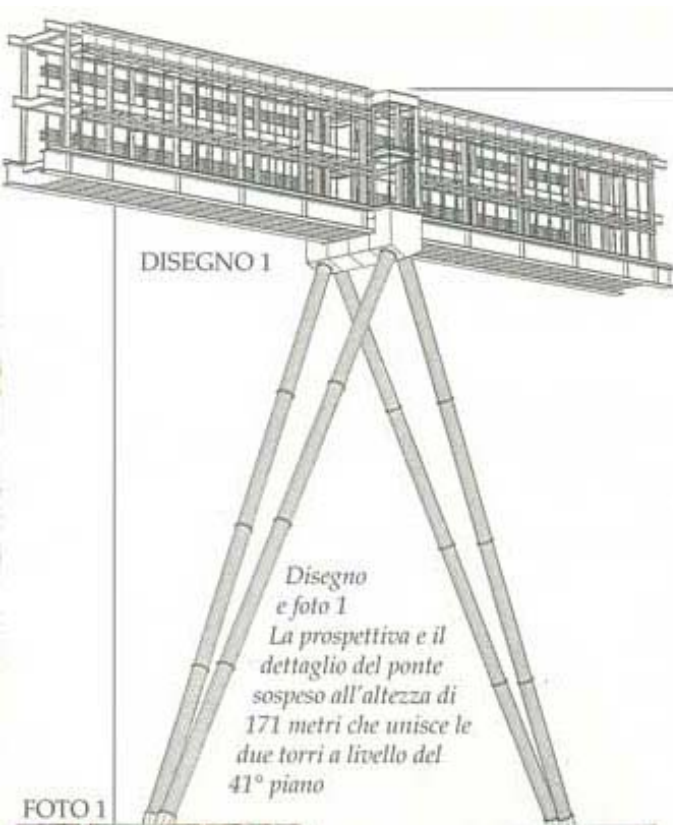 DISEGNO 1
Disegno
e foto 1
La prospettiva e il
dettaglio del ponte
sospeso all'altezza di
171 metri che unisce le
due torri a livello del
41° piano
FOTO 1